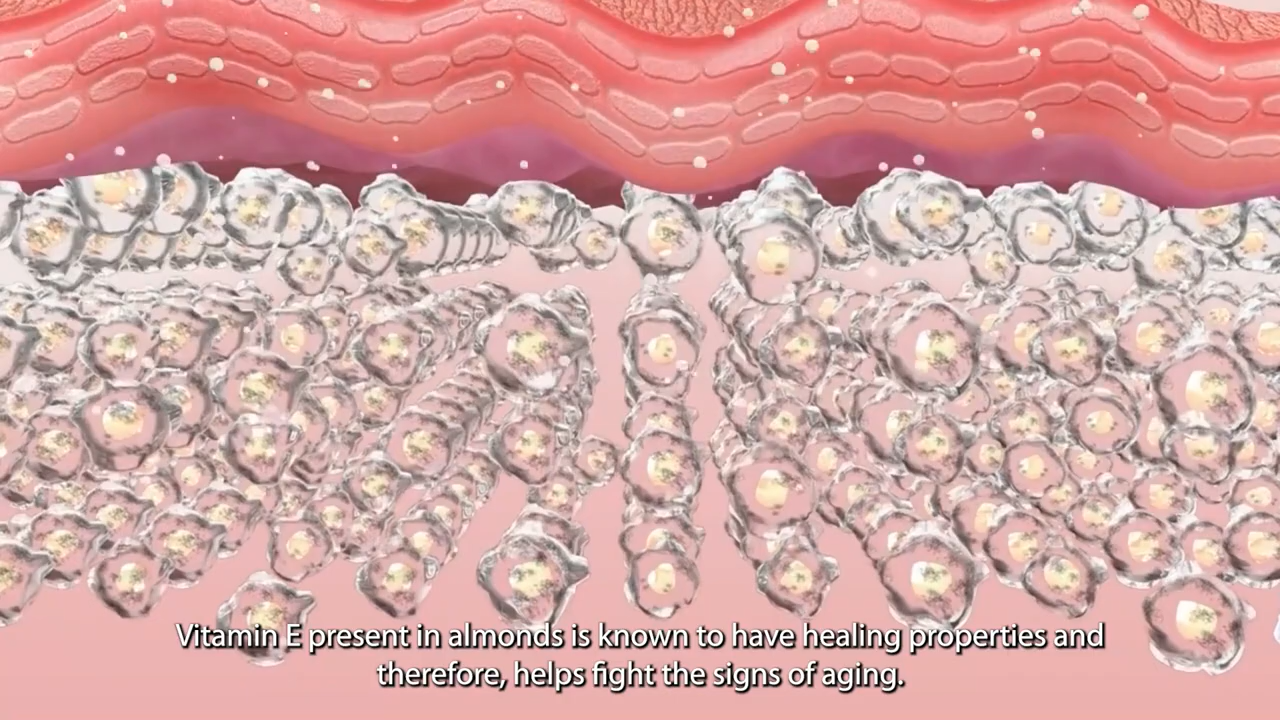 Vitamin E present in almonds is known to have healing properties and
therefore, helps fight the signs of aging.